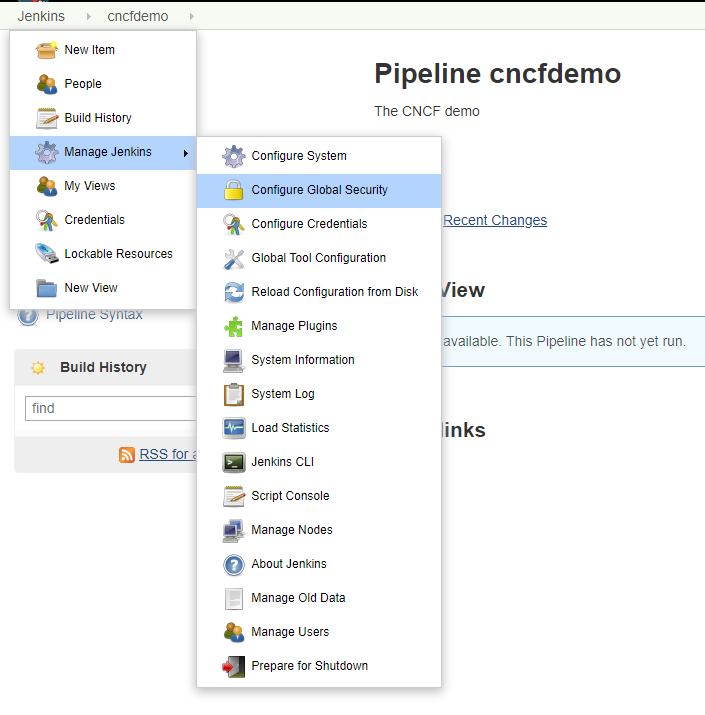 Jenkins cncfdemo
New Item
People
Build History
Manage Jenkins
My Views
Credentials
Lockable Resources
New View
Configure System
Configure Global Security
Configure Credentials
Global Tool Configuration
Reload Configuration from Disk
Manage Plugins
System Information
System Log
Load Statistics
Jenkins CLI
Script Console
Manage Nodes
About Jenkins
Manage Old Data
Manage Users
Prepare for Shutdown
Pipeline Syntax
Build History
find
RSS for
Pipeline cncfdemo
The CNCF demo
Recent Changes
View
available. This Pipeline has not yet run.
links